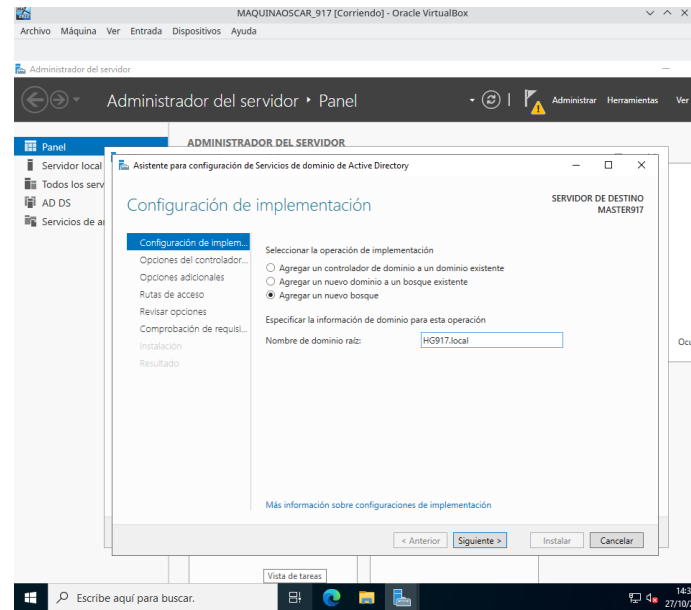 MAQUINAOSCAR_917 [Corriendo] - Oracle VirtualBox
Archivo Máquina Ver Entrada Dispositivos Ayuda
Administrador del servidor
Administrador del servidor ‣ Panel
Administrar Herramientas Ver
Panel
Servidor local
Todos los serv
AD DS
Servicios de a
ADMINISTRADOR DEL SERVIDOR
Asistente para configuración de Servicios de dominio de Active Directory
Configuración de implementación
SERVIDOR DE DESTINO
MASTER917
Configuración de implem...
Opciones del controlador...
Opciones adicionales
Rutas de acceso
Revisar opciones
Comprobación de requisi...
Instalación
Resultado
Seleccionar la operación de implementación
Agregar un controlador de dominio a un dominio existente
Agregar un nuevo dominio a un bosque existente
Agregar un nuevo bosque
Especificar la información de dominio para esta operación
Nombre de dominio raíz: HG917.local
Más información sobre configuraciones de implementación
Ocu
< Anterior Siguiente > Instalar Cancelar
Vista de tareas
Escribe aquí para buscar.
14:3
27/10/2